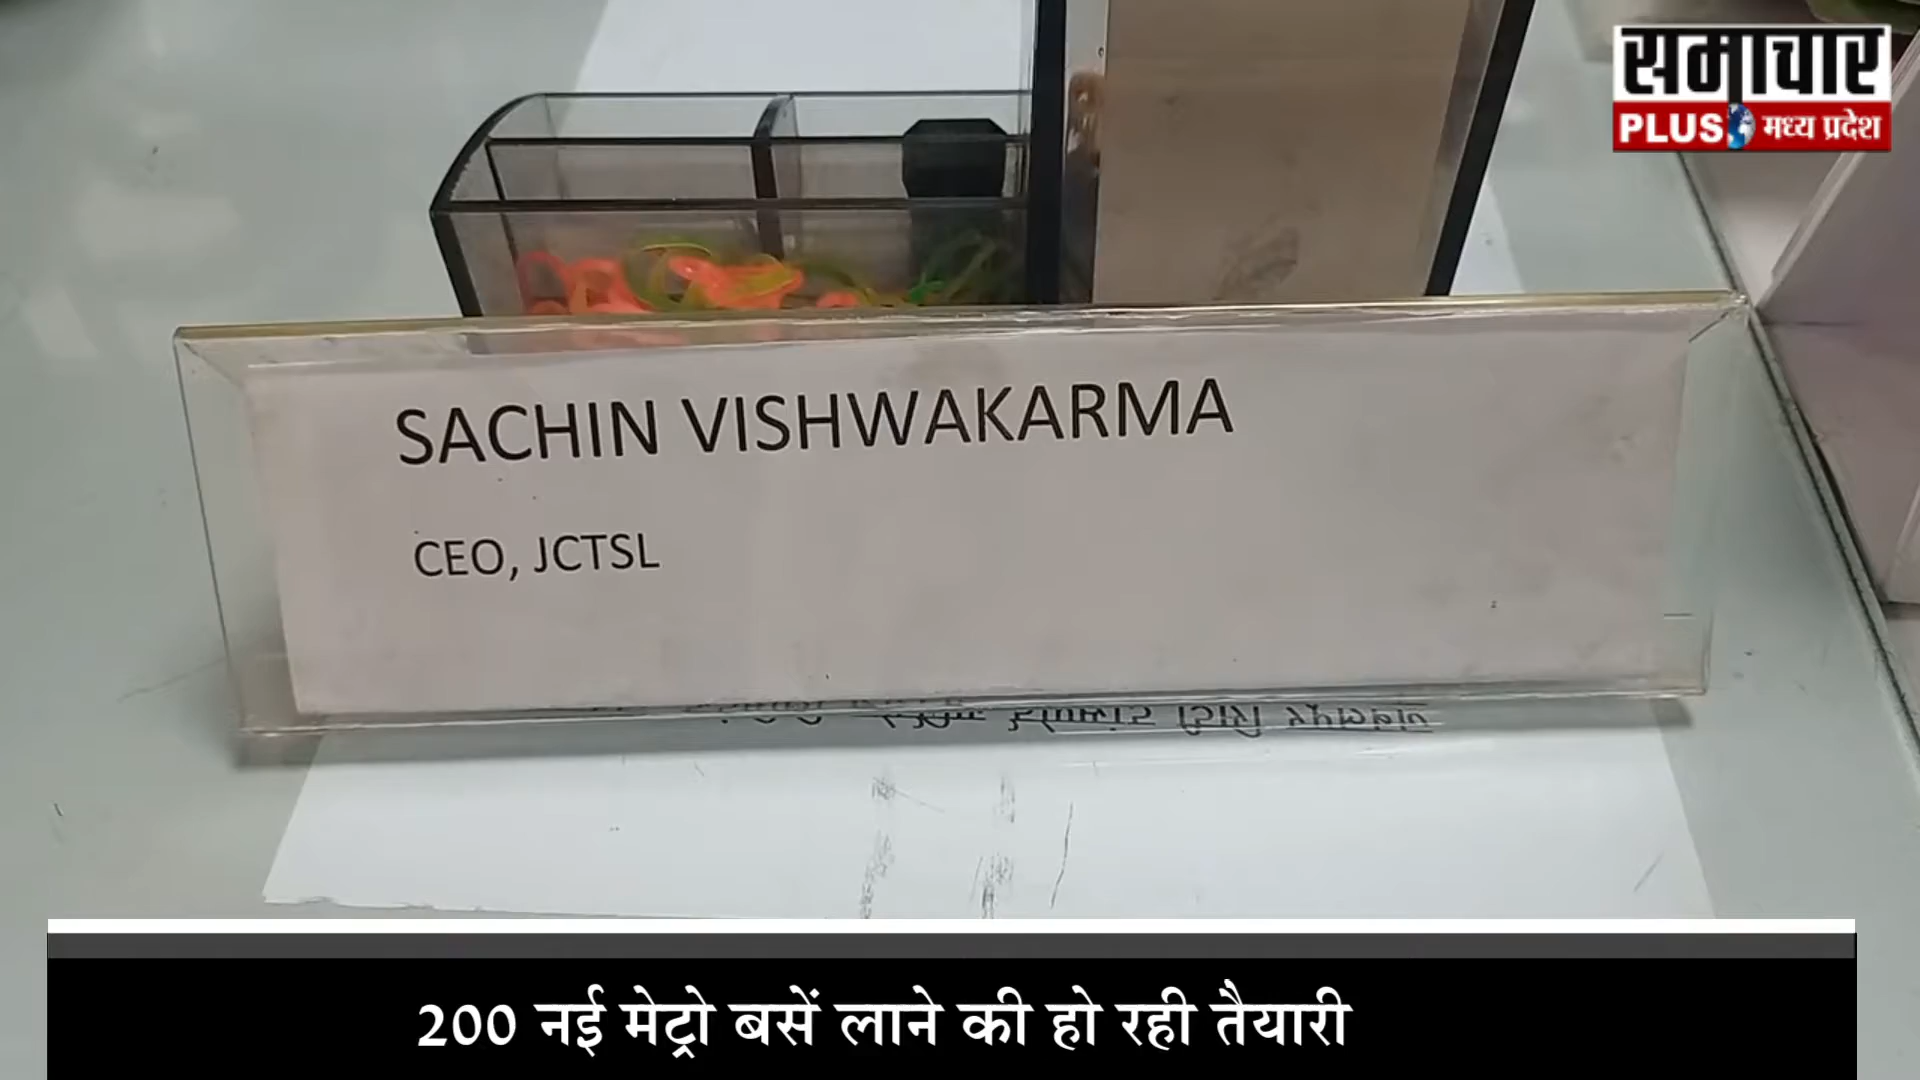 समाचार
PLUS मध्य प्रदेश
SACHIN VISHWAKARMA
CEO, JCTSL
200 नई मेट्रो बसें लाने की हो रही तैयारी